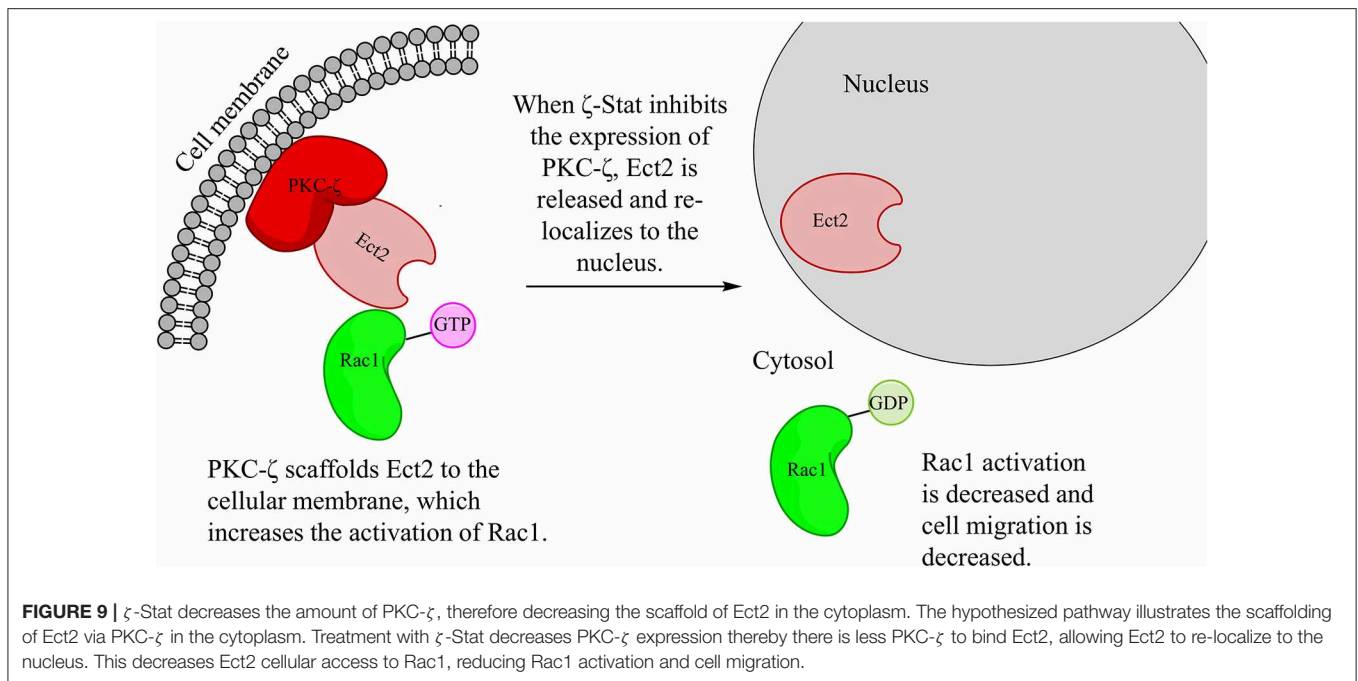 Cell membrane
PKC-ζ
Ect2
Rac1
GTP
PKC-ζ scaffolds Ect2 to the
cellular membrane, which
increases the activation of Rac1.
When ζ-Stat inhibits
the expression of
PKC-ζ, Ect2 is
released and re-
localizes to the
nucleus.
Nucleus
Ect2
Cytosol
GDP
Rac1
Rac1 activation
is decreased and
cell migration is
decreased.
FIGURE 9 | ζ-Stat decreases the amount of PKC-ζ, therefore decreasing the scaffold of Ect2 in the cytoplasm. The hypothesized pathway illustrates the scaffolding
of Ect2 via PKC-ζ in the cytoplasm. Treatment with ζ-Stat decreases PKC-ζ expression thereby there is less PKC-ζ to bind Ect2, allowing Ect2 to re-localize to the
nucleus. This decreases Ect2 cellular access to Rac1, reducing Rac1 activation and cell migration.